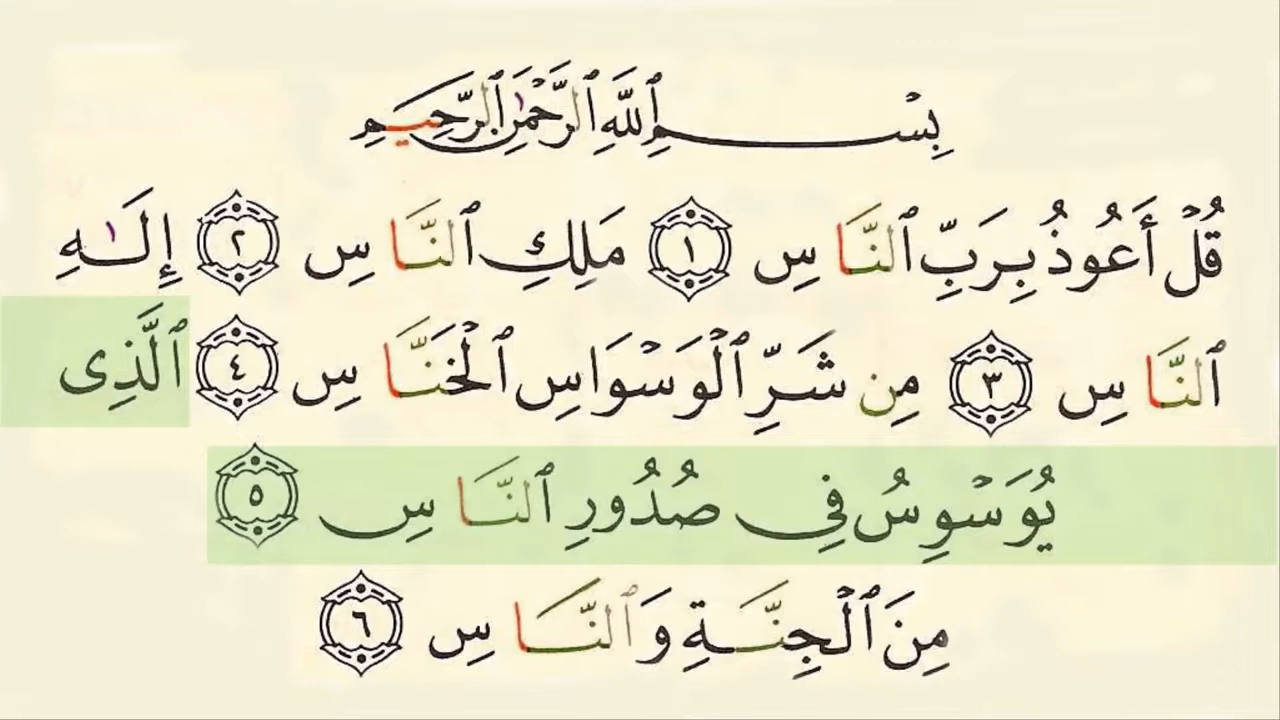 بِسْمِ ٱللَّهِ ٱلرَّحْمَٰنِ ٱلرَّحِيمِ
قُلْ أَعُوذُ بِرَبِّ ٱلنَّاسِ ١ مَلِكِ ٱلنَّاسِ ٢ إِلَٰهِ
ٱلنَّاسِ ٣ مِن شَرِّ ٱلْوَسْوَاسِ ٱلْخَنَّاسِ ٤ ٱلَّذِى
يُوَسْوِسُ فِى صُدُورِ ٱلنَّاسِ ٥
مِنَ ٱلْجِنَّةِ وَٱلنَّاسِ ٦